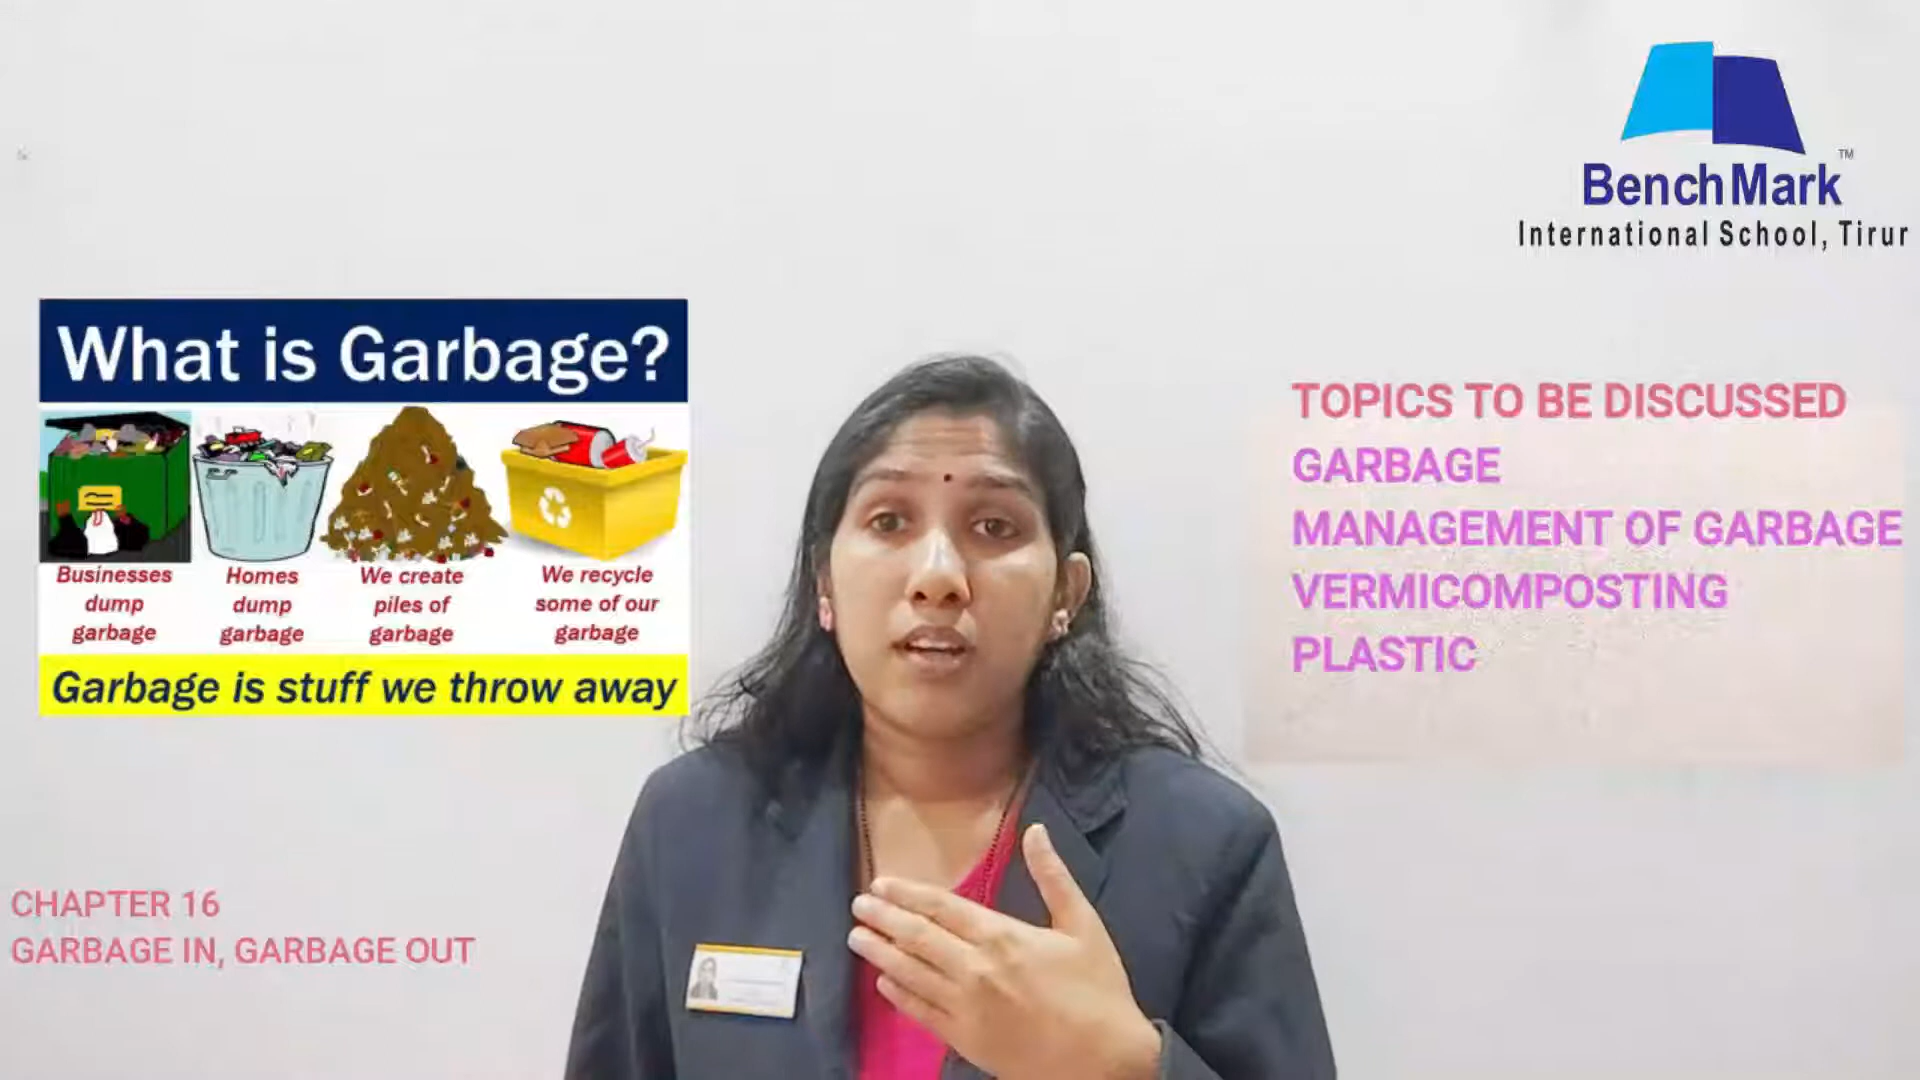 BenchMark
TM
International School, Tirur
What is Garbage?
Businesses
dump
garbage
Homes
dump
garbage
We create
piles of
garbage
We recycle
some of our
garbage
Garbage is stuff we throw away
TOPICS TO BE DISCUSSED
GARBAGE
MANAGEMENT OF GARBAGE
VERMICOMPOSTING
PLASTIC
CHAPTER 16
GARBAGE IN, GARBAGE OUT